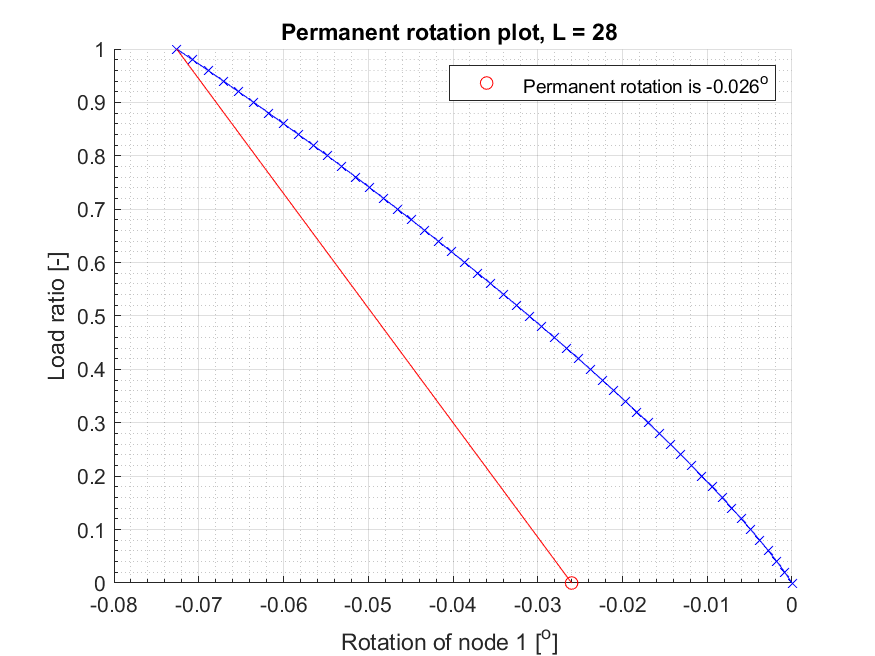 Permanent rotation plot, L = 28
Permanent rotation is -0.026°
Load ratio [-]
1
0.9
0.8
0.7
0.6
0.5
0.4
0.3
0.2
0.1
0
-0.08 -0.07 -0.06 -0.05 -0.04 -0.03 -0.02 -0.01 0
Rotation of node 1 [°]